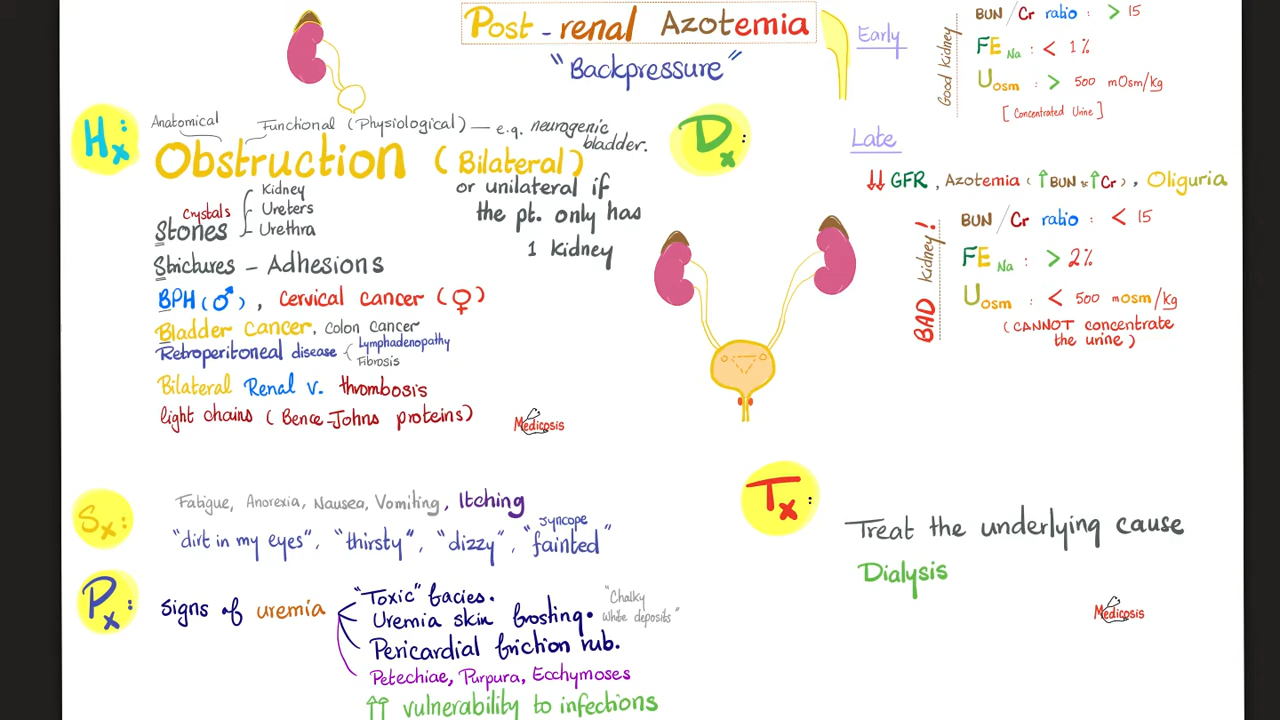 Post-renal Azotemia
"Backpressure"
Hx:
Anatomical
Functional (Physiological) — e.g. neurogenic bladder.
Obstruction (Bilateral)
or unilateral if
the pt. only has
1 kidney
Crystals
Stones
Kidney
Ureters
Urethra
Strictures - Adhesions
BPH (♂), Cervical cancer (♀)
Bladder cancer, Colon cancer
Retroperitoneal disease
Lymphadenopathy
Fibrosis
Bilateral Renal v. thrombosis
light chains (Bence-Johns proteins)
Medicosis
Sx:
Fatigue, Anorexia, Nausea, Vomiting, Itching
"dirt in my eyes", "thirsty", "dizzy", "fainted"
syncope
Px:
Signs of uremia
"Toxic" facies.
Uremia skin frosting.
"Chalky
white deposits"
Pericardial friction rub.
Petechiae, Purpura, Ecchymoses
↑↑ vulnerability to infections
Dx:
Early
Good Kidney
BUN/Cr ratio : > 15
FENa : < 1%
Uosm : > 500 mOsm/kg
[Concentrated Urine]
Late
↓↓ GFR, Azotemia (↑BUN & ↑Cr), Oliguria
BAD Kidney!
BUN/Cr ratio : < 15
FENa : > 2%
Uosm : < 500 mosm/kg
(CANNOT concentrate
the urine)
Tx:
Treat the underlying cause
Dialysis
Medicosis